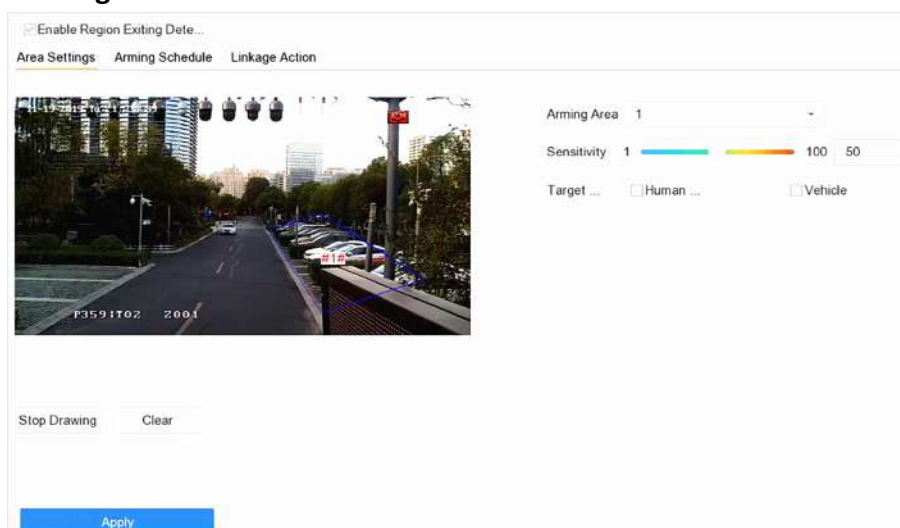 Enable Region Exiting Dete...
Area Settings Arming Schedule Linkage Action
Arming Area 1
Sensitivity 1 100 50
Target ... Human ... Vehicle
#1#
P359IT02 2001
Stop Drawing Clear
Apply